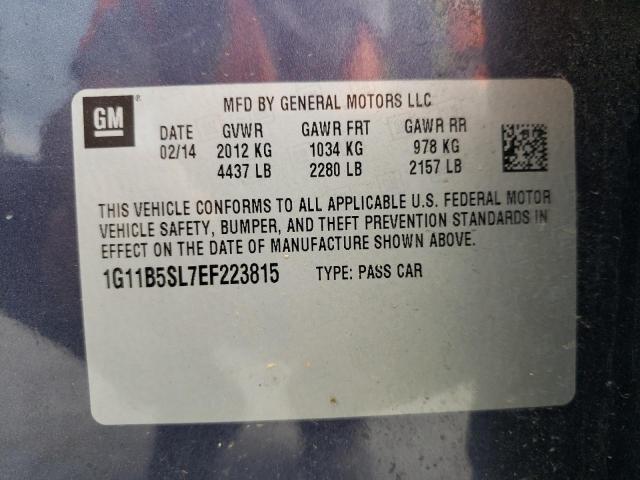 GM ®
MFD BY GENERAL MOTORS LLC
DATE GVWR GAWR FRT GAWR RR
02/14 2012 KG 1034 KG 978 KG
4437 LB 2280 LB 2157 LB
THIS VEHICLE CONFORMS TO ALL APPLICABLE U.S. FEDERAL MOTOR
VEHICLE SAFETY, BUMPER, AND THEFT PREVENTION STANDARDS IN
EFFECT ON THE DATE OF MANUFACTURE SHOWN ABOVE.
1G11B5SL7EF223815 TYPE: PASS CAR